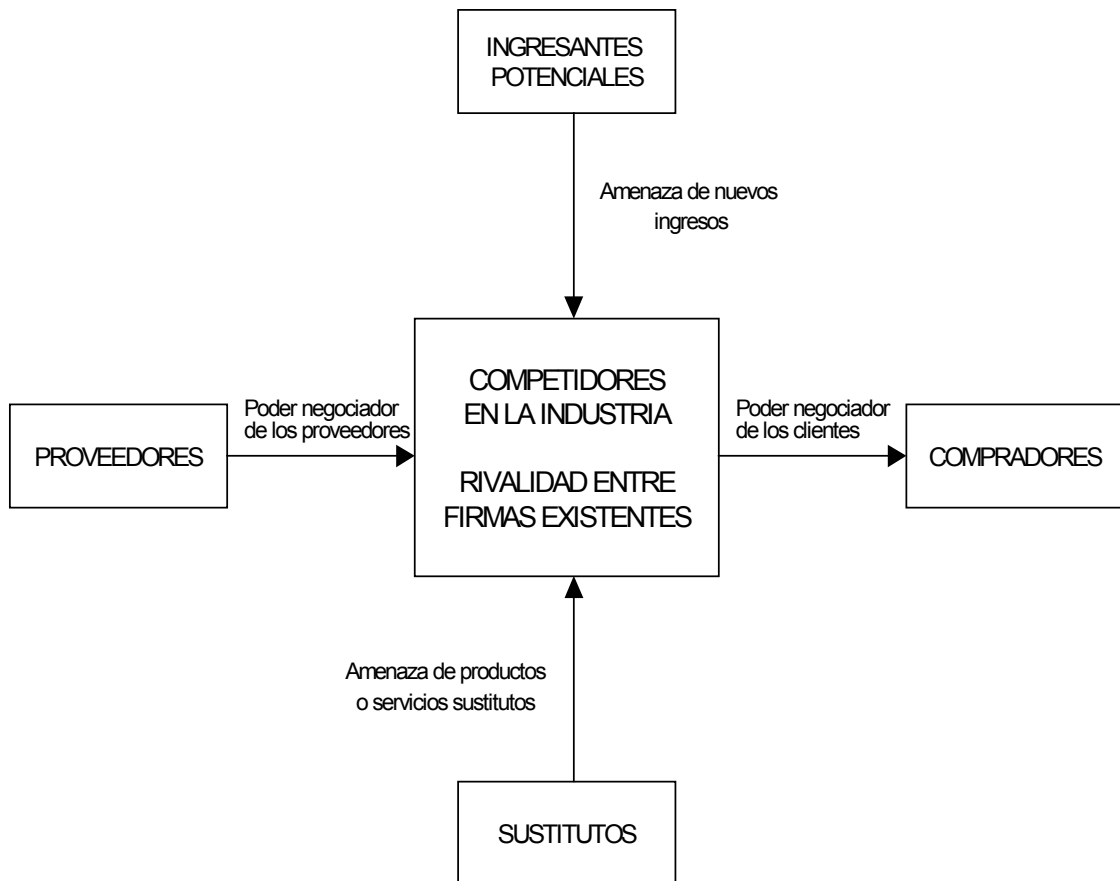 INGRESANTES
POTENCIALES
Amenaza de nuevos
ingresos
COMPETIDORES
EN LA INDUSTRIA
RIVALIDAD ENTRE
FIRMAS EXISTENTES
Poder negociador
de los proveedores
PROVEEDORES
Poder negociador
de los clientes
COMPRADORES
Amenaza de productos
o servicios sustitutos
SUSTITUTOS